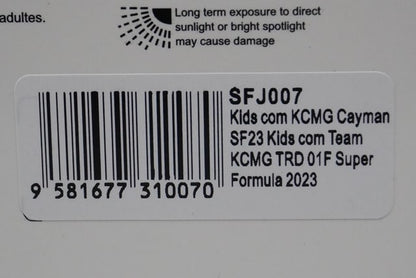 adultes.
Long term exposure to direct
sunlight or bright spotlight
may cause damage
SFJ007
Kids com KCMG Cayman
SF23 Kids com Team
KCMG TRD 01F Super
Formula 2023
9 581677 310070